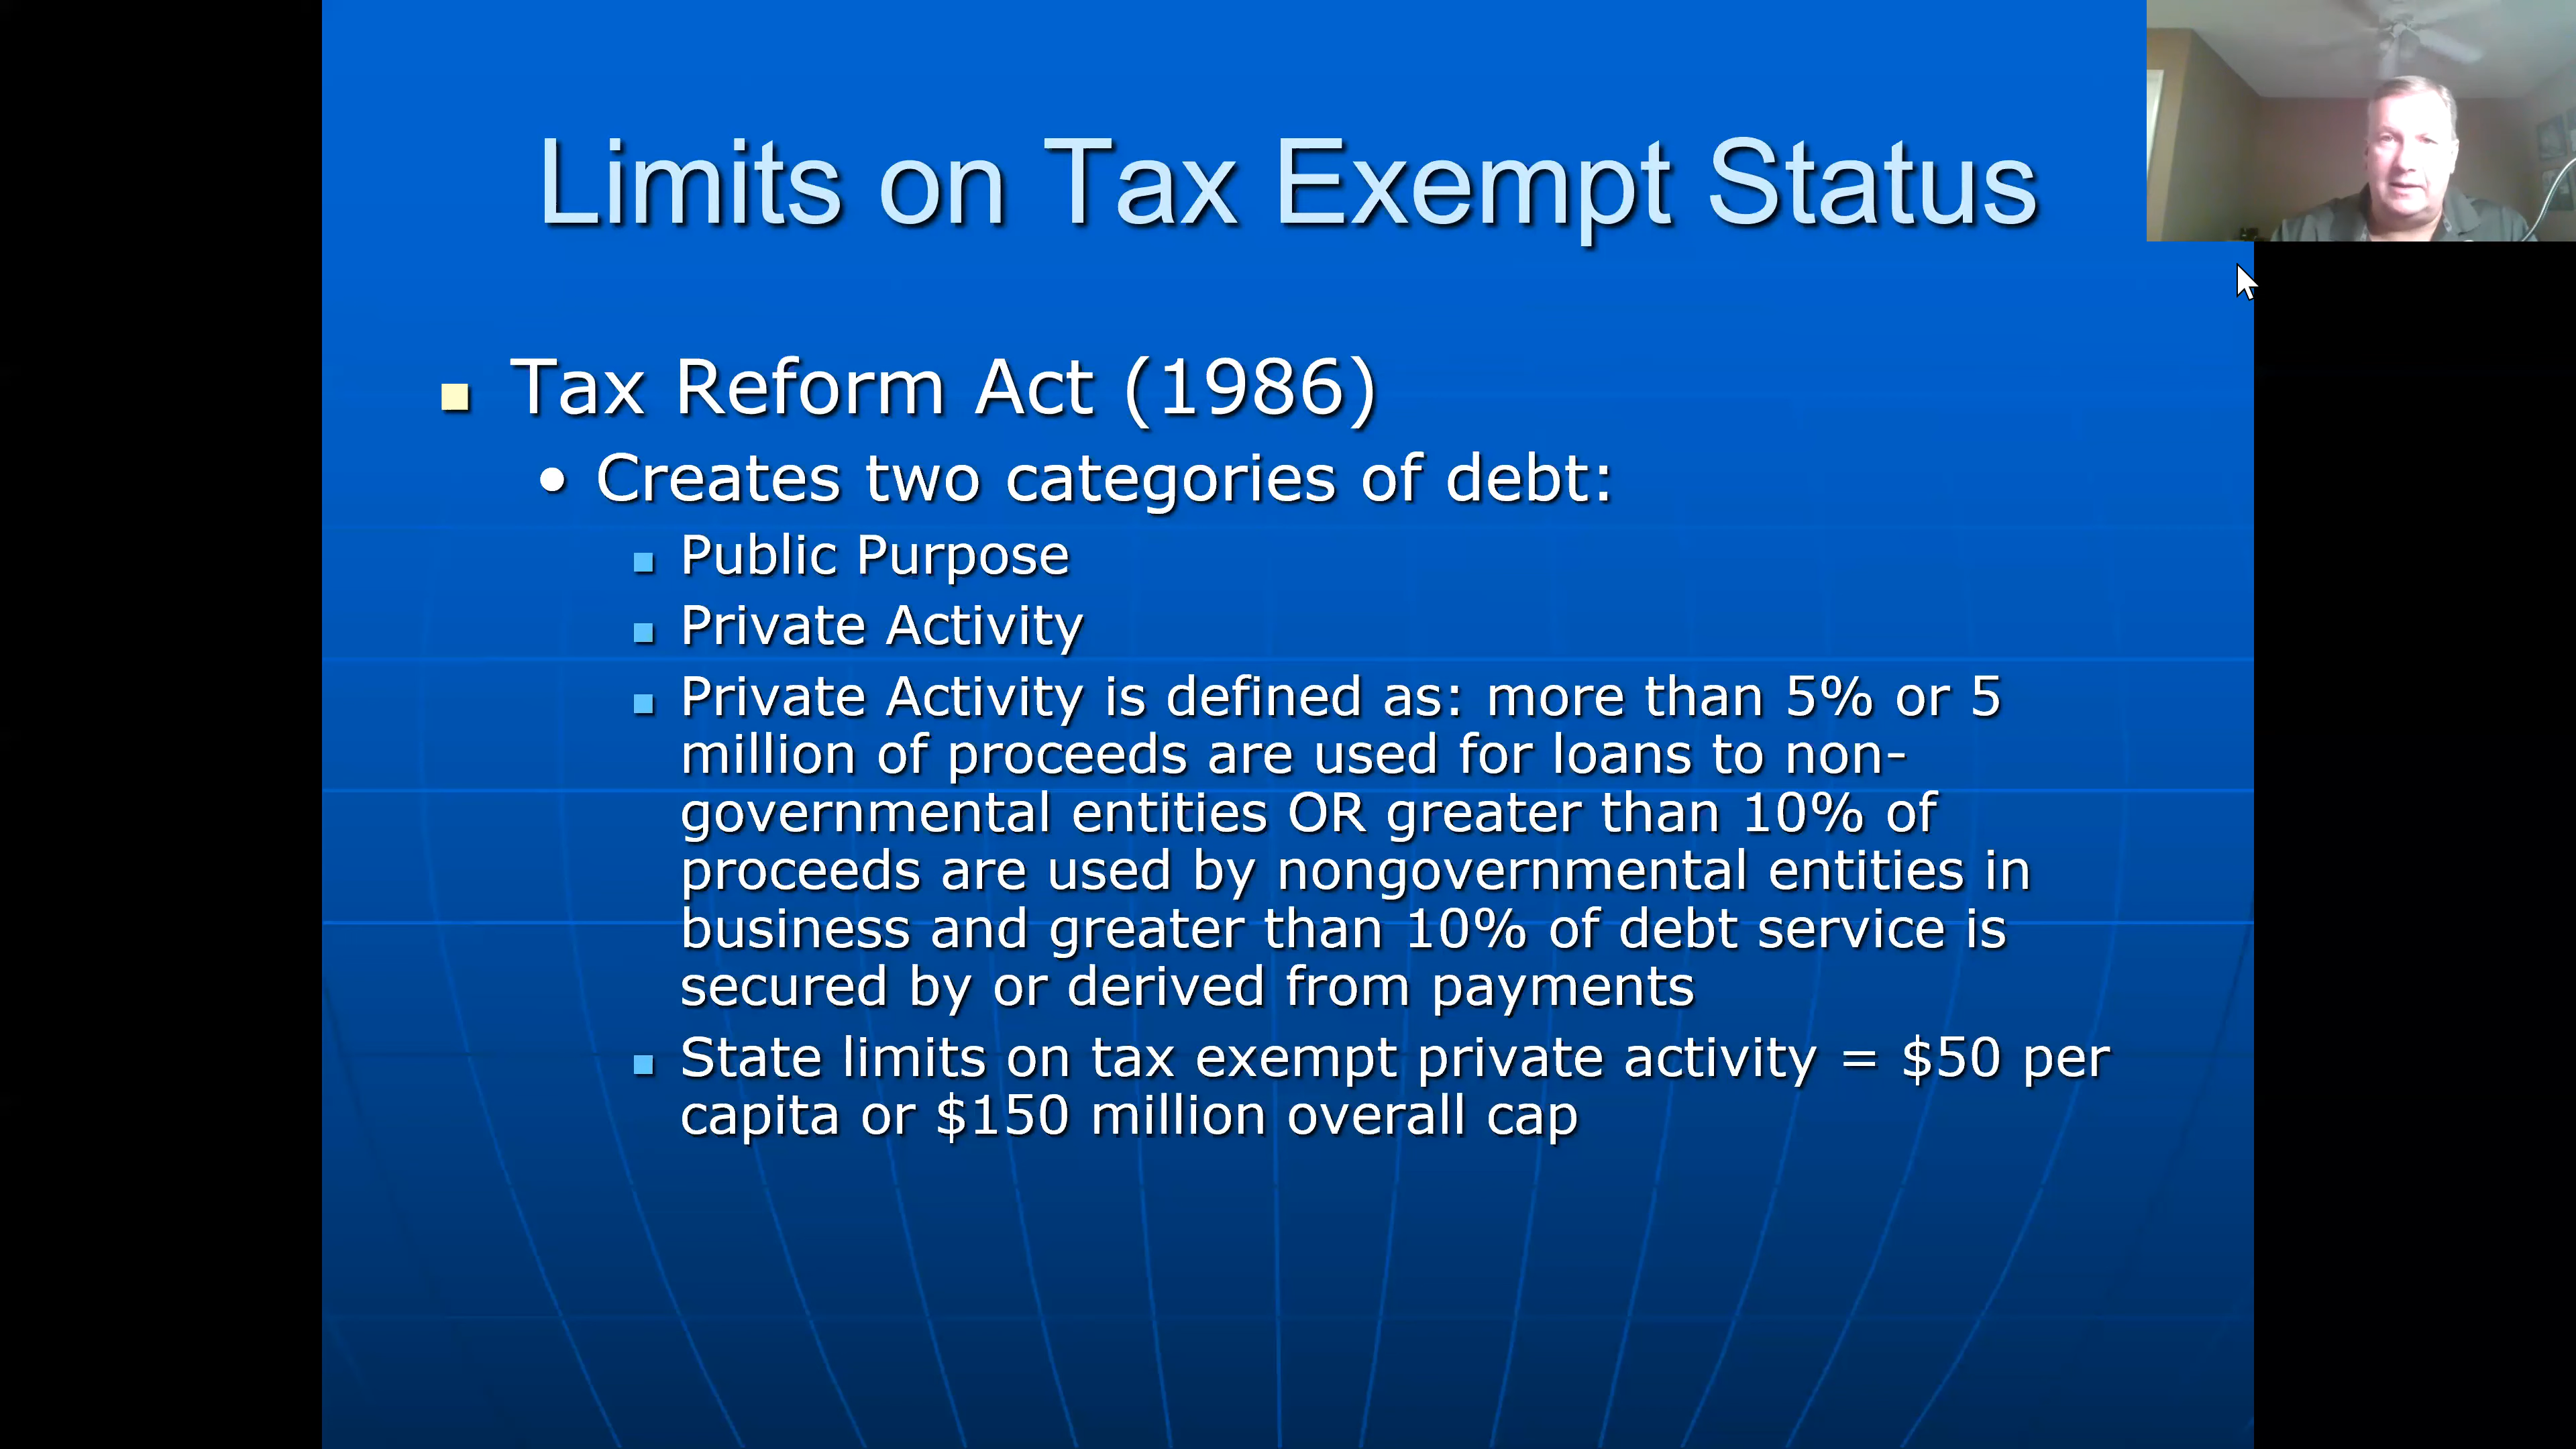 Limits on Tax Exempt Status
Tax Reform Act (1986)
Creates two categories of debt:
Public Purpose
Private Activity
Private Activity is defined as: more than 5% or 5
million of proceeds are used for loans to non-
governmental entities OR greater than 10% of
proceeds are used by nongovernmental entities in
business and greater than 10% of debt service is
secured by or derived from payments
State limits on tax exempt private activity = $50 per
capita or $150 million overall cap